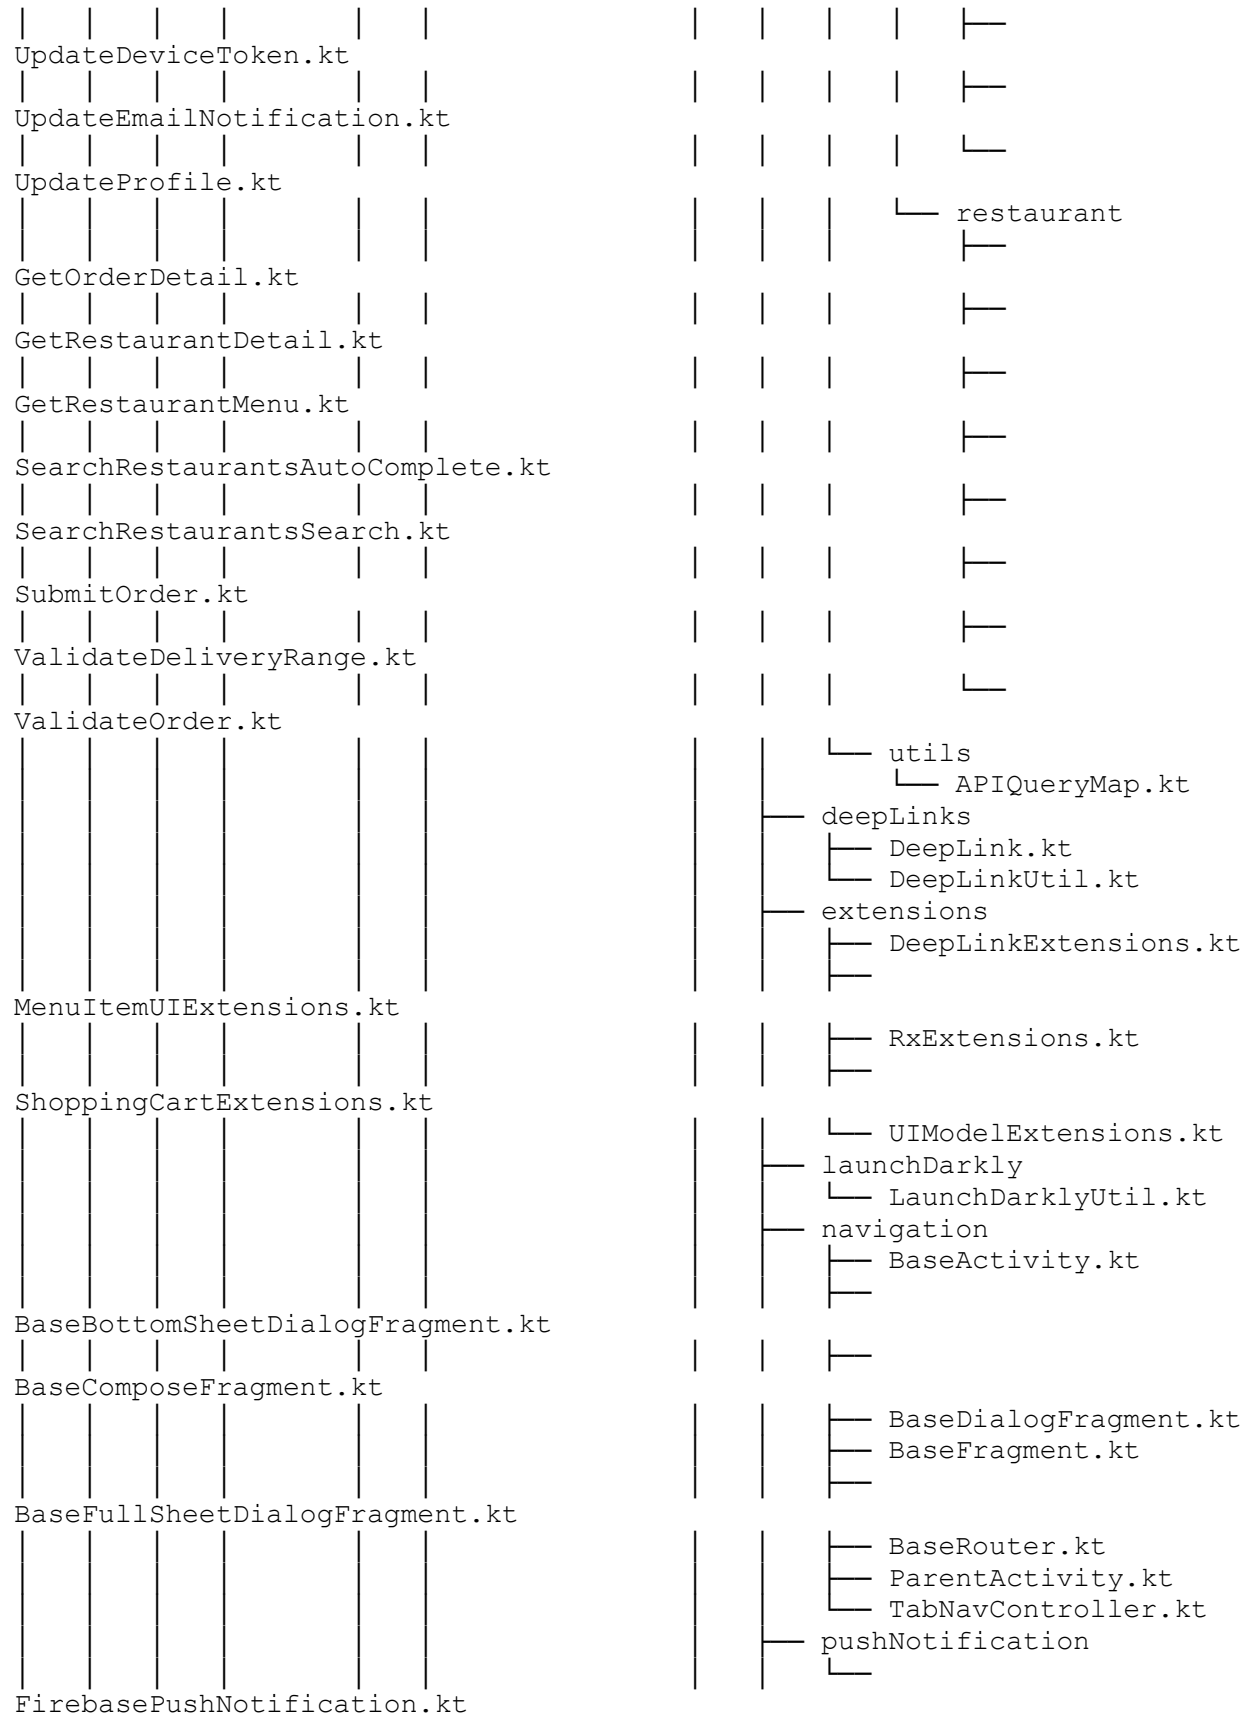 │   │   │   │       │   │               │   │   │   │   ├──
UpdateDeviceToken.kt
│   │   │   │       │   │               │   │   │   │   ├──
UpdateEmailNotification.kt
│   │   │   │       │   │               │   │   │   │   └──
UpdateProfile.kt
│   │   │   │       │   │               │   │   │   └── restaurant
│   │   │   │       │   │               │   │   │       ├──
GetOrderDetail.kt
│   │   │   │       │   │               │   │   │       ├──
GetRestaurantDetail.kt
│   │   │   │       │   │               │   │   │       ├──
GetRestaurantMenu.kt
│   │   │   │       │   │               │   │   │       ├──
SearchRestaurantsAutoComplete.kt
│   │   │   │       │   │               │   │   │       ├──
SearchRestaurantsSearch.kt
│   │   │   │       │   │               │   │   │       ├──
SubmitOrder.kt
│   │   │   │       │   │               │   │   │       ├──
ValidateDeliveryRange.kt
│   │   │   │       │   │               │   │   │       └──
ValidateOrder.kt
│   │   │   │       │   │               │   │   └── utils
│   │   │   │       │   │               │   │       └── APIQueryMap.kt
│   │   │   │       │   │               │   ├── deepLinks
│   │   │   │       │   │               │   │   ├── DeepLink.kt
│   │   │   │       │   │               │   │   └── DeepLinkUtil.kt
│   │   │   │       │   │               │   ├── extensions
│   │   │   │       │   │               │   │   ├── DeepLinkExtensions.kt
│   │   │   │       │   │               │   │   ├──
MenuItemUIExtensions.kt
│   │   │   │       │   │               │   │   ├── RxExtensions.kt
│   │   │   │       │   │               │   │   ├──
ShoppingCartExtensions.kt
│   │   │   │       │   │               │   │   └── UIModelExtensions.kt
│   │   │   │       │   │               │   ├── launchDarkly
│   │   │   │       │   │               │   │   └── LaunchDarklyUtil.kt
│   │   │   │       │   │               │   ├── navigation
│   │   │   │       │   │               │   │   ├── BaseActivity.kt
│   │   │   │       │   │               │   │   ├──
BaseBottomSheetDialogFragment.kt
│   │   │   │       │   │               │   │   ├──
BaseComposeFragment.kt
│   │   │   │       │   │               │   │   ├── BaseDialogFragment.kt
│   │   │   │       │   │               │   │   ├── BaseFragment.kt
│   │   │   │       │   │               │   │   ├──
BaseFullSheetDialogFragment.kt
│   │   │   │       │   │               │   │   ├── BaseRouter.kt
│   │   │   │       │   │               │   │   ├── ParentActivity.kt
│   │   │   │       │   │               │   │   └── TabNavController.kt
│   │   │   │       │   │               │   ├── pushNotification
│   │   │   │       │   │               │   │   └──
FirebasePushNotification.kt